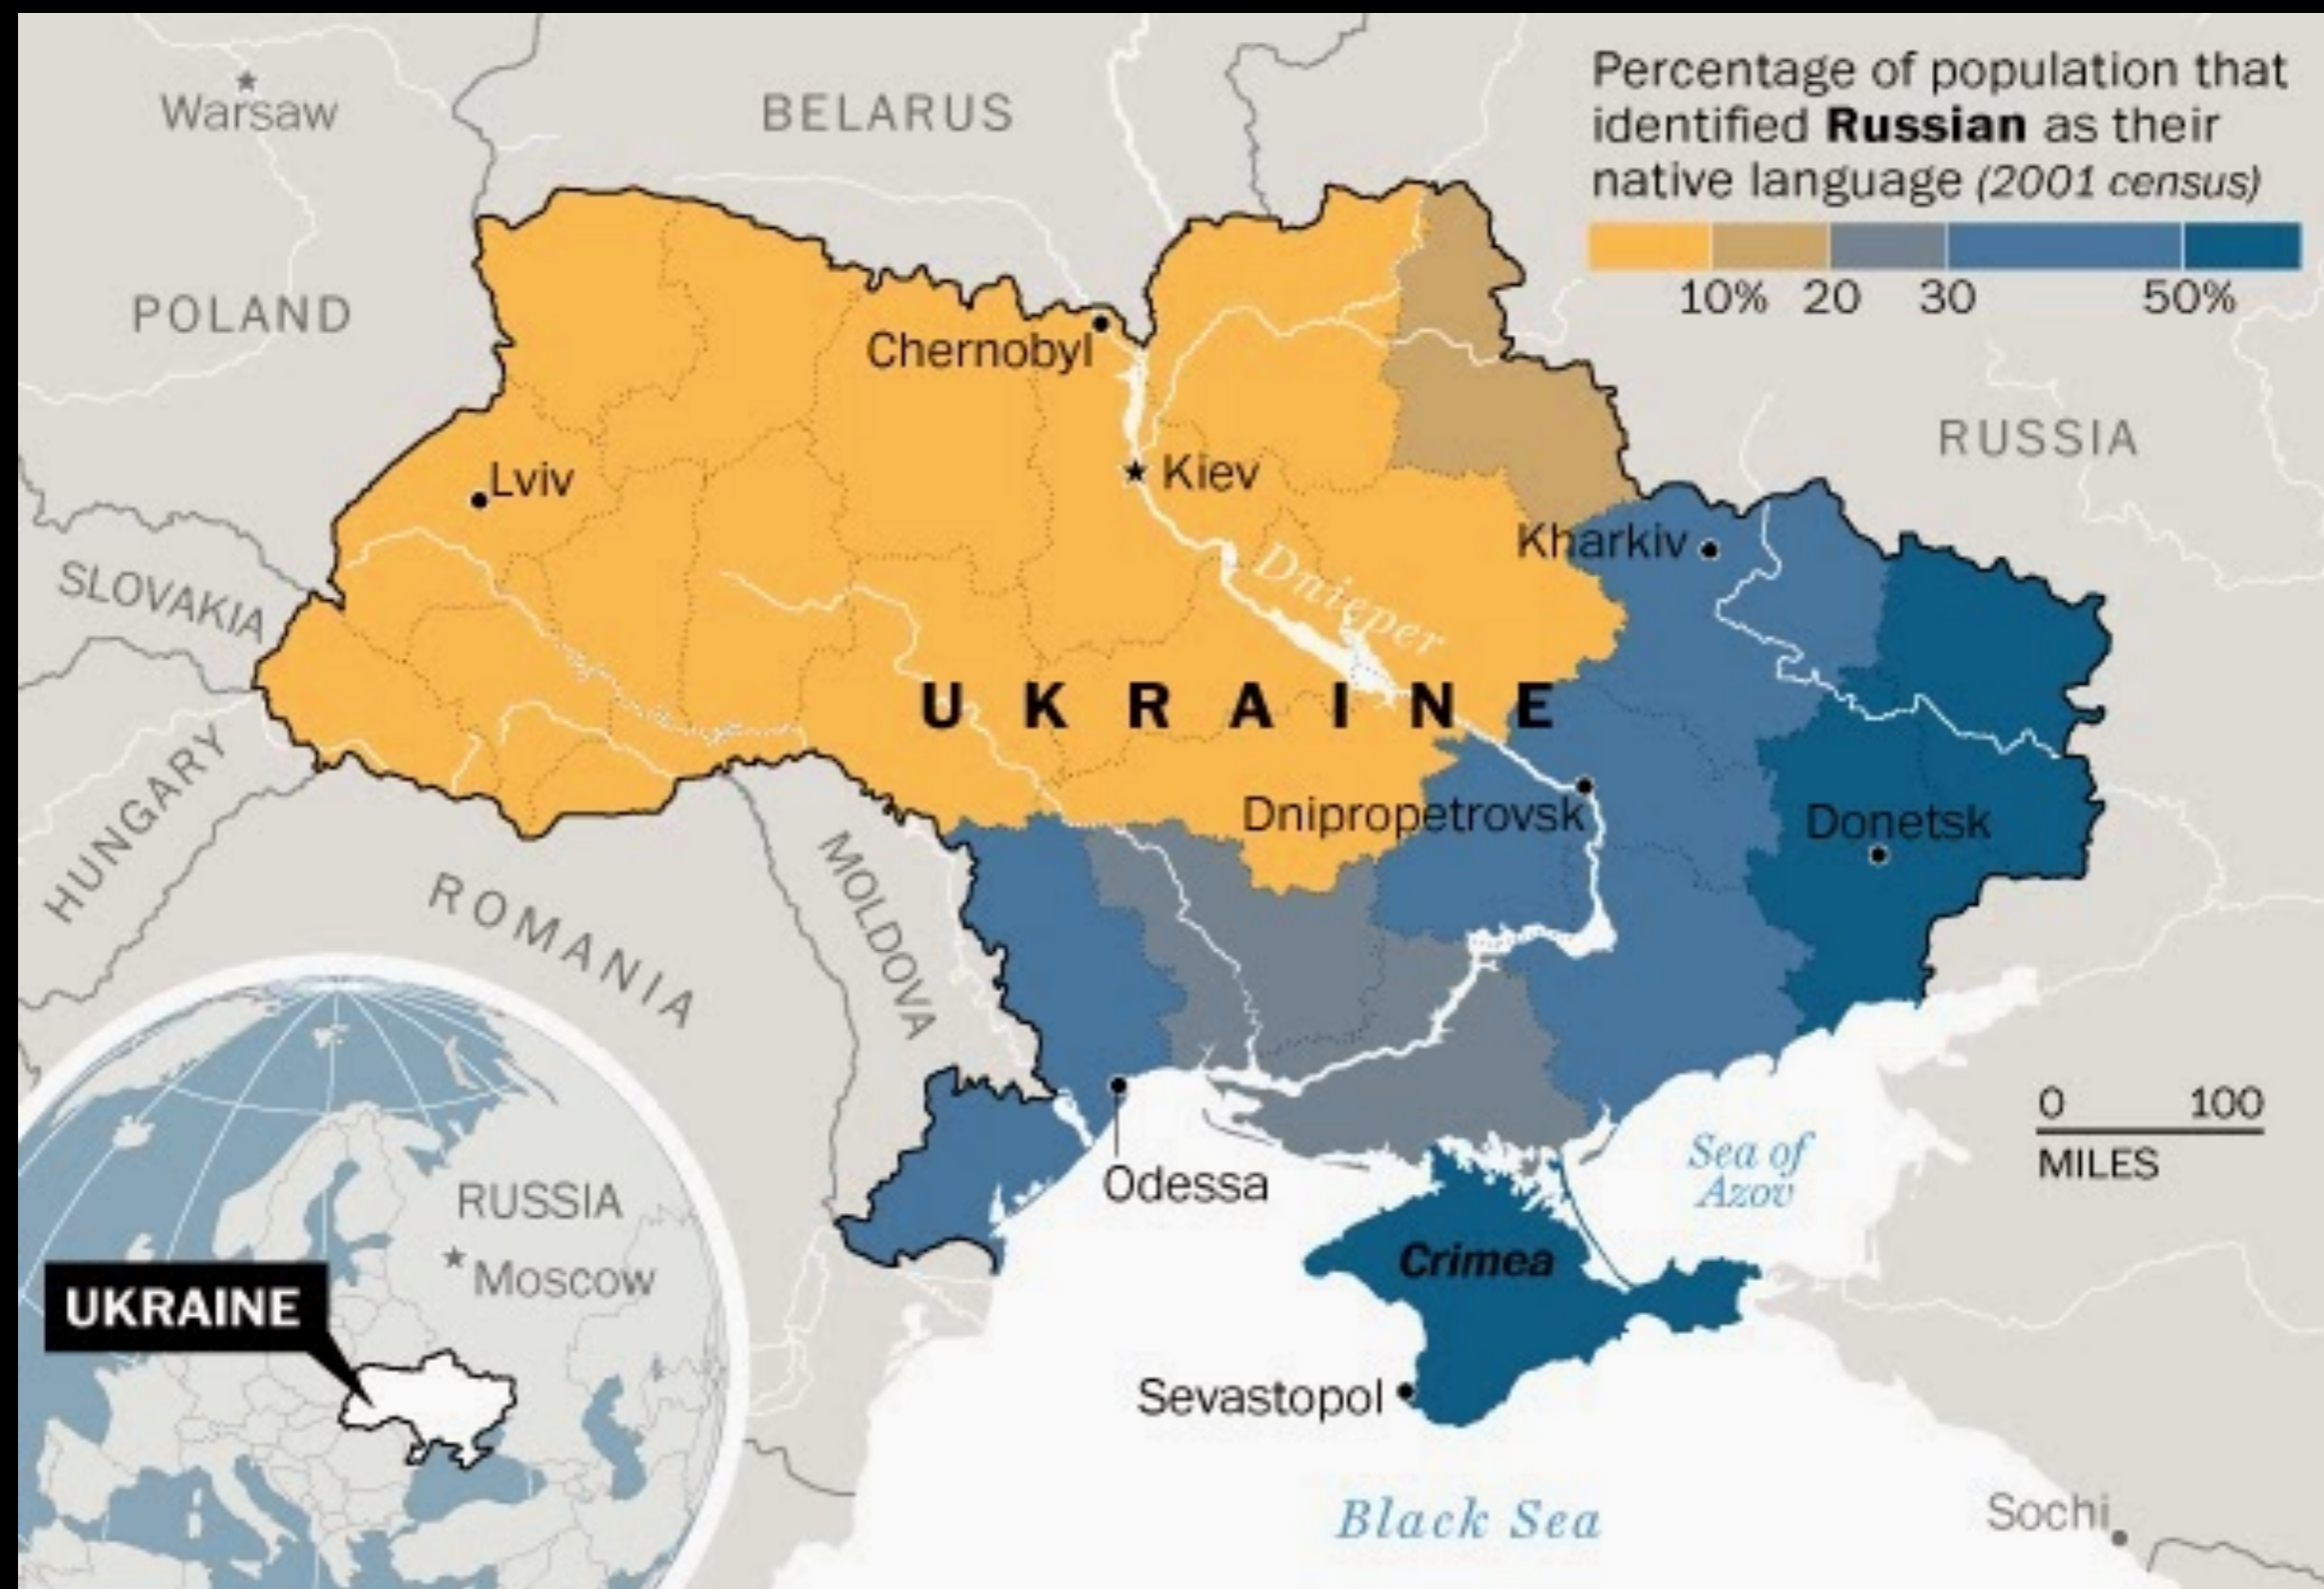 Percentage of population that
identified Russian as their
native language (2001 census)
10% 20 30 50%
Warsaw
BELARUS
POLAND
Chernobyl
RUSSIA
Lviv
Kiev
Kharkiv
Dnieper
SLOVAKIA
UKRAINE
HUNGARY
Dnipropetrovsk
Donetsk
MOLDOVA
ROMANIA
0 100
MILES
Sea of
Azov
Odessa
Crimea
RUSSIA
Moscow
UKRAINE
Sevastopol
Black Sea
Sochi